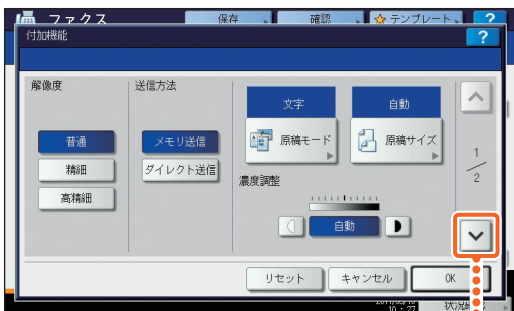 ファクス
保存
確認
テンプレート
?
付加機能
?
解像度
送信方法
文字
自動
普通
メモリ送信
原稿モード
原稿サイズ
1
2
精細
ダイレクト送信
高精細
濃度調整
自動
リセット
キャンセル
OK
10:27